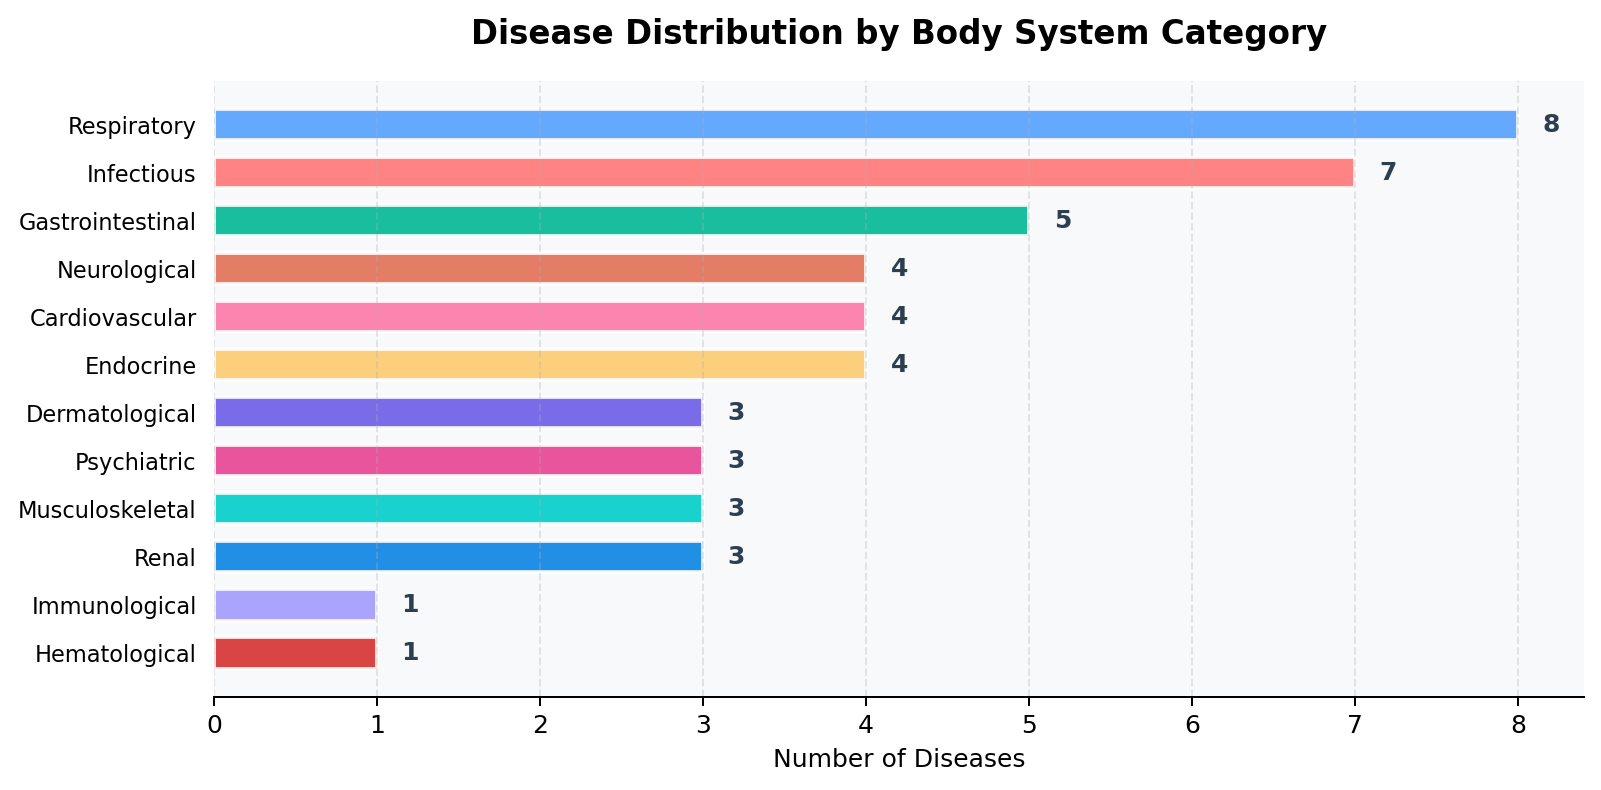 Disease Distribution by Body System Category
Respiratory 8
Infectious 7
Gastrointestinal 5
Neurological 4
Cardiovascular 4
Endocrine 4
Dermatological 3
Psychiatric 3
Musculoskeletal 3
Renal 3
Immunological 1
Hematological 1
0 1 2 3 4 5 6 7 8
Number of Diseases